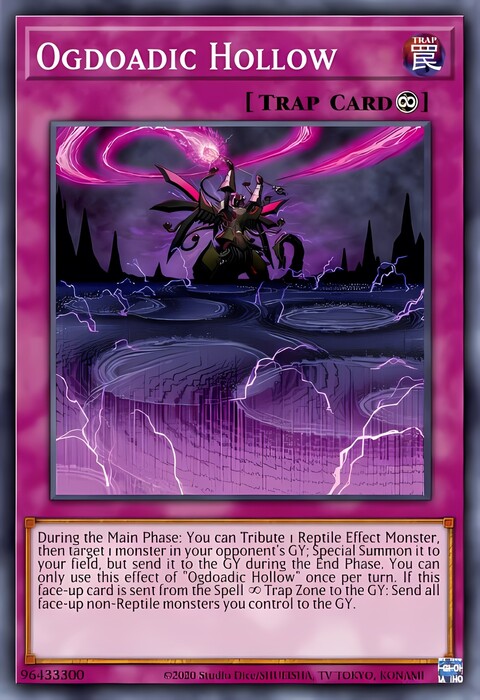 OGDOADIC HOLLOW
TRAP
罠
[TRAP CARD∞]
During the Main Phase: You can Tribute 1 Reptile Effect Monster,
then target 1 monster in your opponent's GY; Special Summon it to
your field, but send it to the GY during the End Phase. You can
only use this effect of "Ogdoadic Hollow" once per turn. If this
face-up card is sent from the Spell ∞ Trap Zone to the GY: Send all
face-up non-Reptile monsters you control to the GY.
96433300
©2020 Studio Dice/SHUEISHA, TV TOKYO, KONAMI